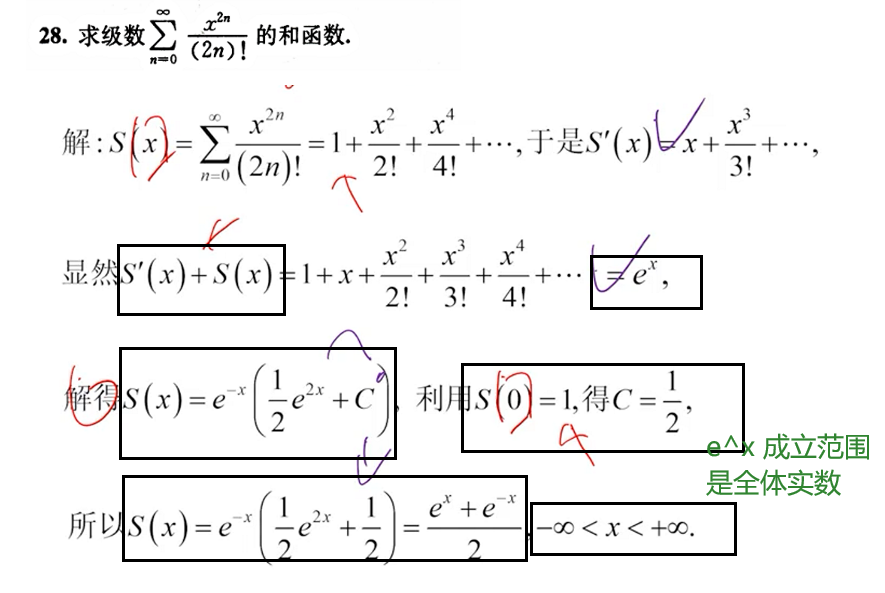 28. 求级数 $\sum_{n=0}^{\infty} \frac{x^{2n}}{(2n)!}$ 的和函数.
解:$S(x)=\sum_{n=0}^{\infty}\frac{x^{2n}}{(2n)!}=1+\frac{x^2}{2!}+\frac{x^4}{4!}+\cdots$,于是$S'(x)=x+\frac{x^3}{3!}+\cdots$,
显然$S'(x)+S(x)=1+x+\frac{x^2}{2!}+\frac{x^3}{3!}+\frac{x^4}{4!}+\cdots=e^x$,
解得$S(x)=e^{-x}\left(\frac{1}{2}e^{2x}+C\right)$, 利用$S(0)=1$,得$C=\frac{1}{2}$,
e^x 成立范围
是全体实数
所以$S(x)=e^{-x}\left(\frac{1}{2}e^{2x}+\frac{1}{2}\right)=\frac{e^x+e^{-x}}{2}$,$-\infty<x<+\infty$.